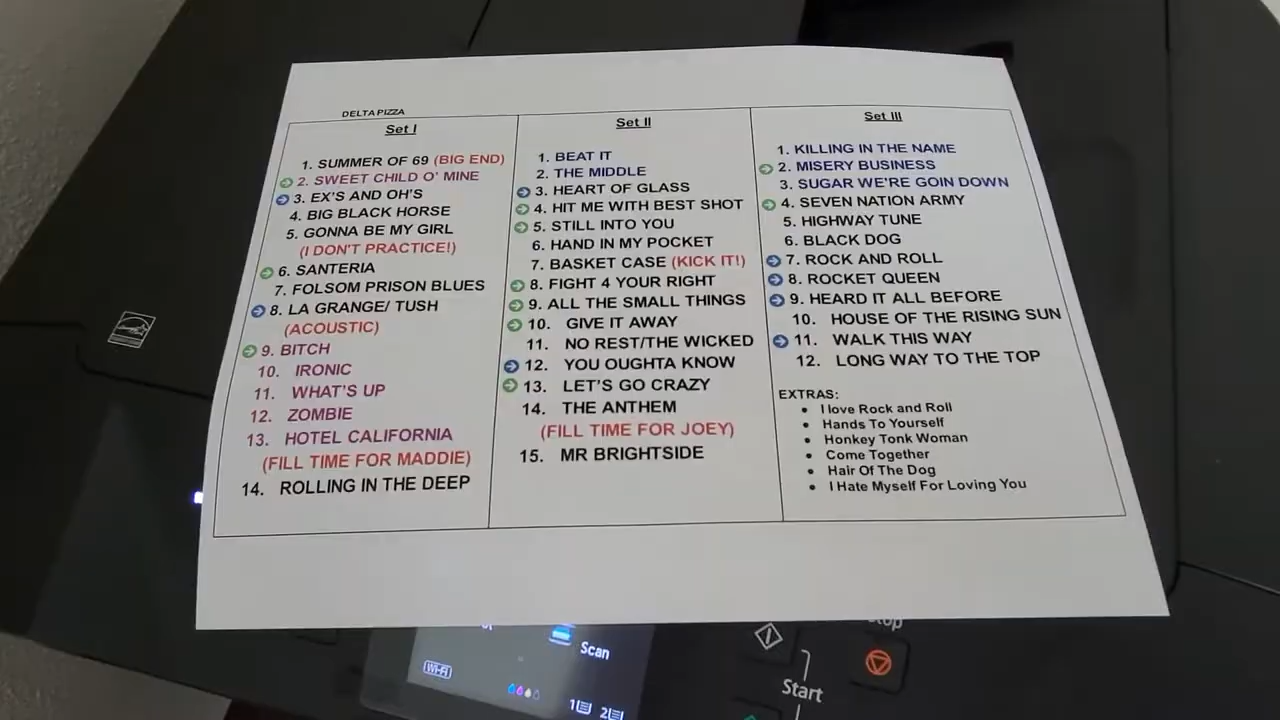 DELTA PIZZA
Set I
1. SUMMER OF 69 (BIG END)
2. SWEET CHILD O' MINE
3. EX'S AND OH'S
4. BIG BLACK HORSE
5. GONNA BE MY GIRL
(I DON'T PRACTICE!)
6. SANTERIA
7. FOLSOM PRISON BLUES
8. LA GRANGE/ TUSH
(ACOUSTIC)
9. BITCH
10. IRONIC
11. WHAT'S UP
12. ZOMBIE
13. HOTEL CALIFORNIA
(FILL TIME FOR MADDIE)
14. ROLLING IN THE DEEP
Set II
1. BEAT IT
2. THE MIDDLE
3. HEART OF GLASS
4. HIT ME WITH BEST SHOT
5. STILL INTO YOU
6. HAND IN MY POCKET
7. BASKET CASE (KICK IT!)
8. FIGHT 4 YOUR RIGHT
9. ALL THE SMALL THINGS
10. GIVE IT AWAY
11. NO REST/THE WICKED
12. YOU OUGHTA KNOW
13. LET'S GO CRAZY
14. THE ANTHEM
(FILL TIME FOR JOEY)
15. MR BRIGHTSIDE
Set III
1. KILLING IN THE NAME
2. MISERY BUSINESS
3. SUGAR WE'RE GOIN DOWN
4. SEVEN NATION ARMY
5. HIGHWAY TUNE
6. BLACK DOG
7. ROCK AND ROLL
8. ROCKET QUEEN
9. HEARD IT ALL BEFORE
10. HOUSE OF THE RISING SUN
11. WALK THIS WAY
12. LONG WAY TO THE TOP
EXTRAS:
• I love Rock and Roll
• Hands To Yourself
• Honkey Tonk Woman
• Come Together
• Hair Of The Dog
• I Hate Myself For Loving You
Scan
Wi-Fi
1 2
Stop
Start